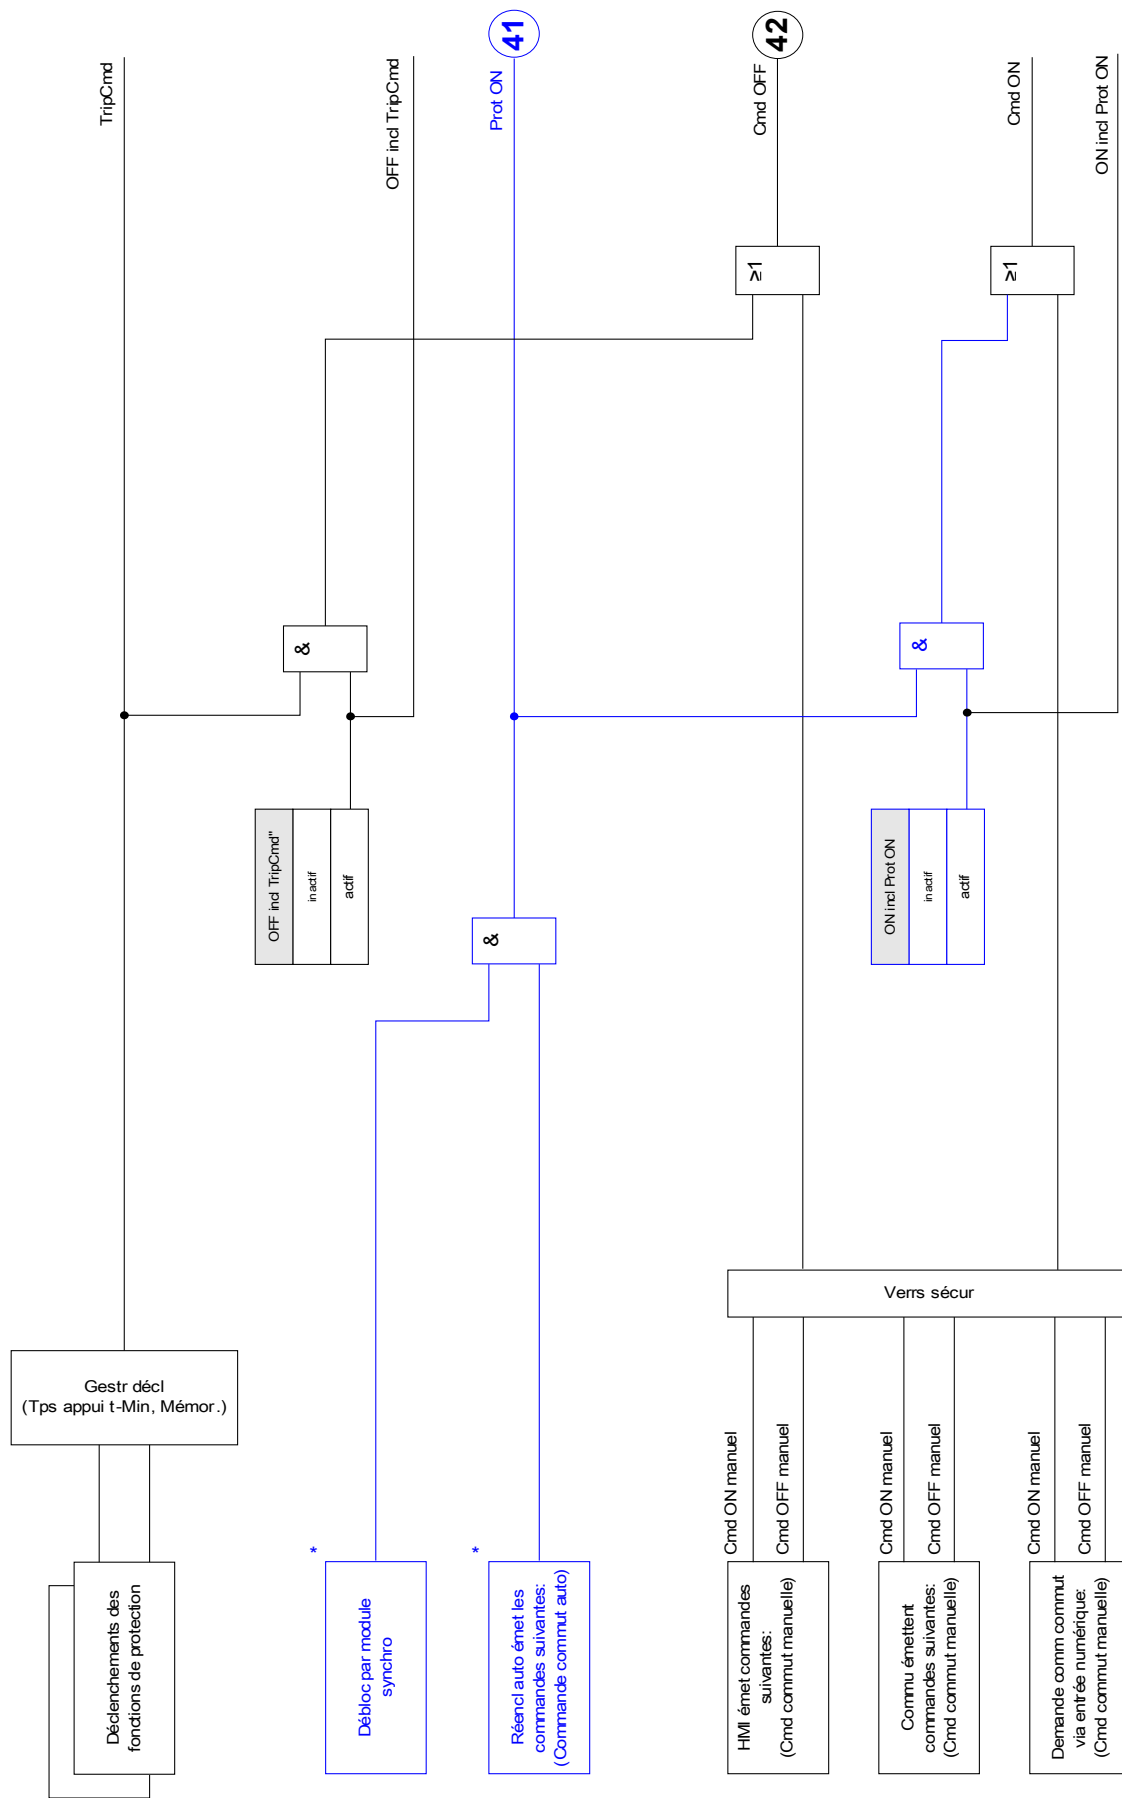 41
42
TripCmd
OFF incl TripCmd
Prot ON
Cmd OFF
Cmd ON
ON incl Prot ON
≥1
≥1
&
&
OFF incl TripCmd"
inactif
actif
ON incl Prot ON
inactif
actif
&
Verrs sécur
Gestr décl
(Tps appui t-Min, Mémor.)
Cmd ON manuel
Cmd OFF manuel
Cmd ON manuel
Cmd OFF manuel
Cmd ON manuel
Cmd OFF manuel
*
*
Déclenchements des
fonctions de protection
Débloc par module
synchro
Réencl auto émet les
commandes suivantes:
(Commande commut auto)
HMI émet commandes
suivantes:
(Cmd commut manuelle)
Commu émettent
commandes suivantes:
(Cmd commut manuelle)
Demande comm commut
via entrée numérique:
(Cmd commut manuelle)